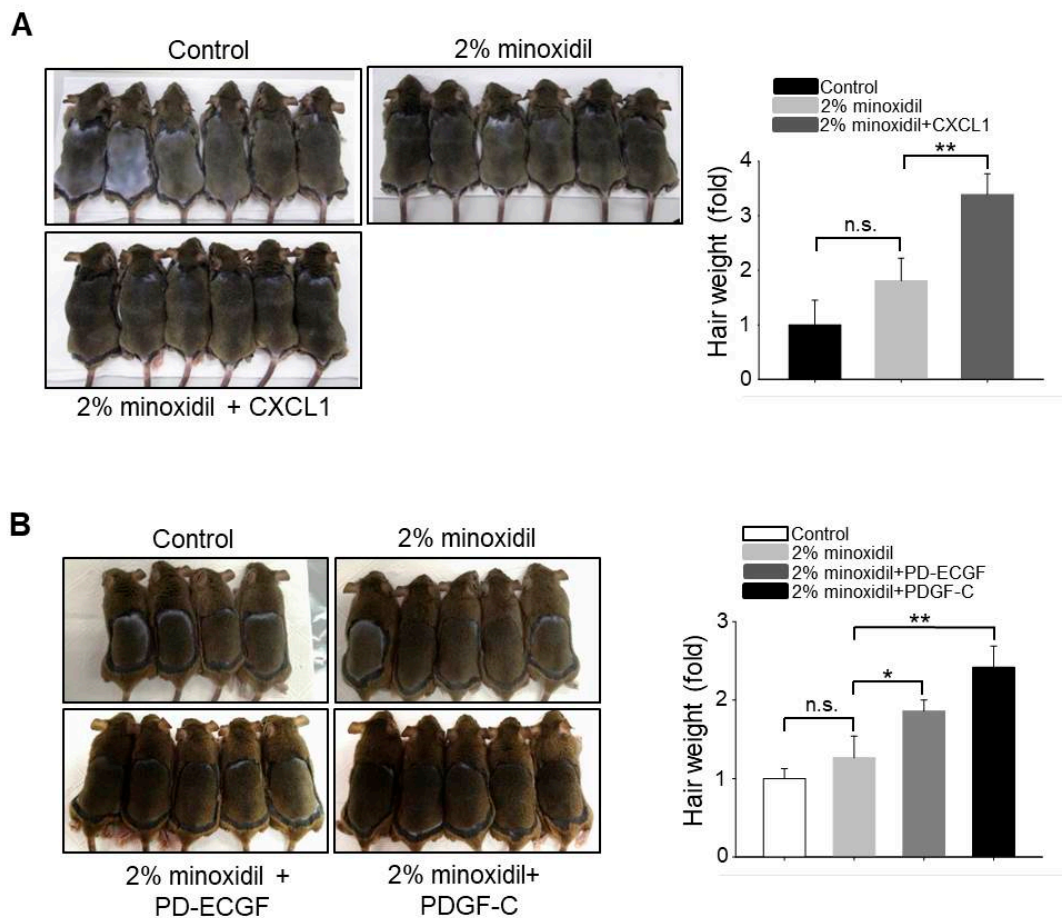 A
Control
2% minoxidil
2% minoxidil + CXCL1
Control
2% minoxidil
2% minoxidil+CXCL1
Hair weight (fold)
4
3
2
1
0
n.s.
**
B
Control
2% minoxidil
2% minoxidil +
PD-ECGF
2% minoxidil+
PDGF-C
Control
2% minoxidil
2% minoxidil+PD-ECGF
2% minoxidil+PDGF-C
Hair weight (fold)
3
2
1
0
n.s.
*
**